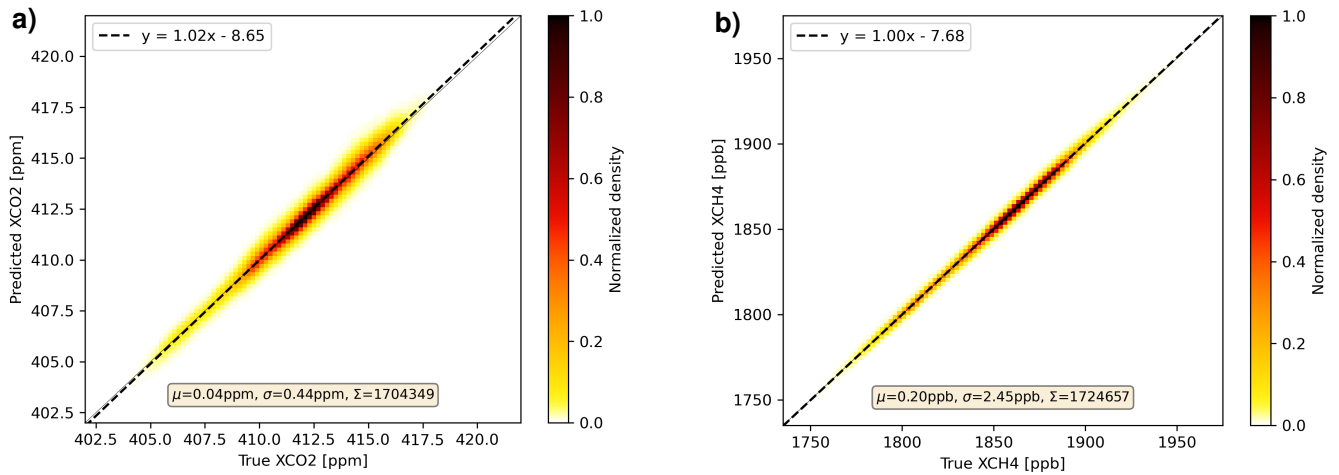 a)
y = 1.02x - 8.65
420.0
417.5
415.0
412.5
410.0
407.5
405.0
402.5
Predicted XCO2 [ppm]
μ=0.04ppm, σ=0.44ppm, Σ=1704349
402.5 405.0 407.5 410.0 412.5 415.0 417.5 420.0
True XCO2 [ppm]
1.0
0.8
0.6
0.4
0.2
0.0
Normalized density
b)
y = 1.00x - 7.68
1950
1900
1850
1800
1750
Predicted XCH4 [ppb]
μ=0.20ppb, σ=2.45ppb, Σ=1724657
1750 1800 1850 1900 1950
True XCH4 [ppb]
1.0
0.8
0.6
0.4
0.2
0.0
Normalized density